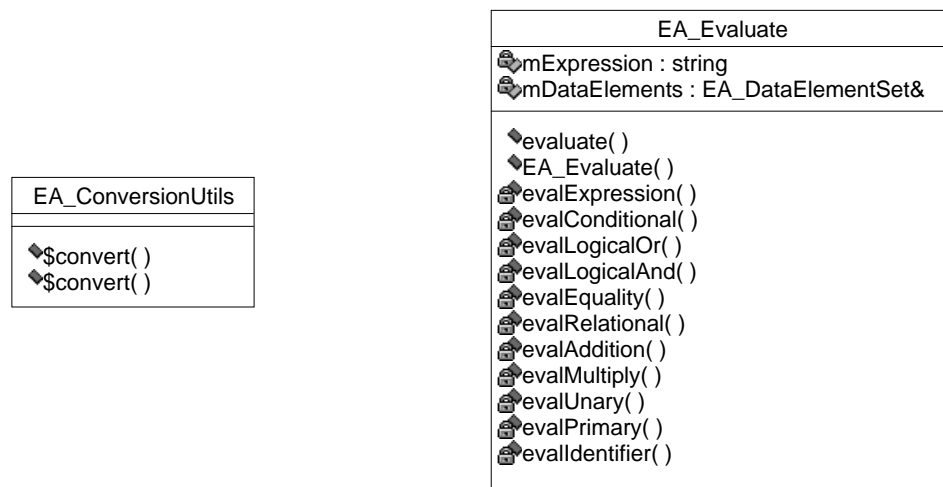 EA_ConversionUtils
$convert( )
$convert( )
EA_Evaluate
mExpression : string
mDataElements : EA_DataElementSet&
evaluate( )
EA_Evaluate( )
evalExpression( )
evalConditional( )
evalLogicalOr( )
evalLogicalAnd( )
evalEquality( )
evalRelational( )
evalAddition( )
evalMultiply( )
evalUnary( )
evalPrimary( )
evalIdentifier( )